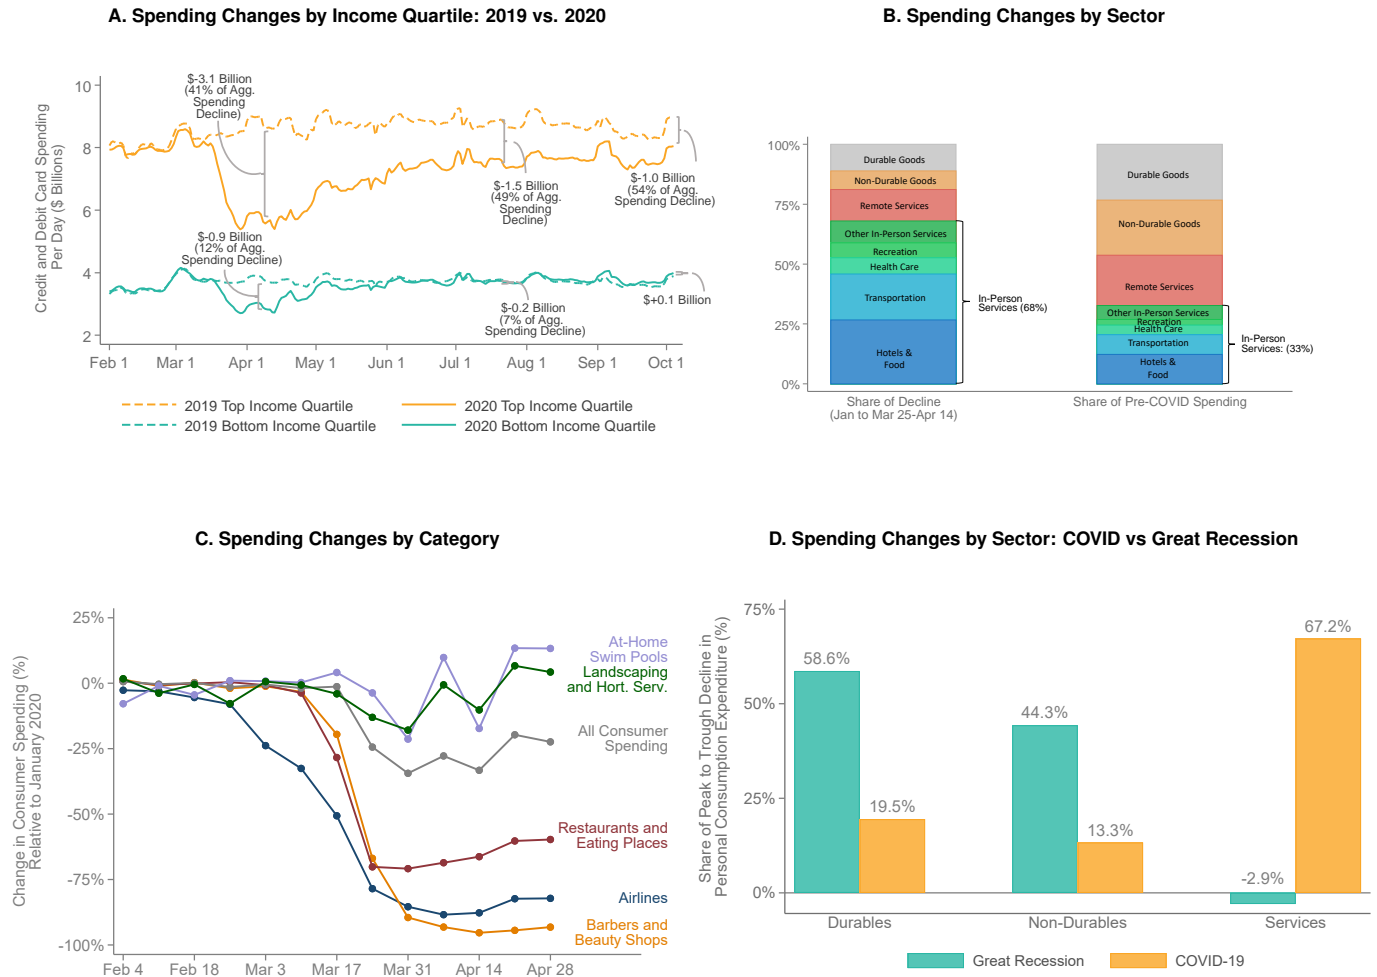 A. Spending Changes by Income Quartile: 2019 vs. 2020
Credit and Debit Card Spending
Per Day ($ Billions)
10
8
6
4
2
$-3.1 Billion
(41% of Agg.
Spending
Decline)
$-0.9 Billion
(12% of Agg.
Spending Decline)
$-1.5 Billion
(49% of Agg.
Spending
Decline)
$-1.0 Billion
(54% of Agg.
Spending Decline)
$-0.2 Billion
(7% of Agg.
Spending Decline)
$+0.1 Billion
Feb 1
Mar 1
Apr 1
May 1
Jun 1
Jul 1
Aug 1
Sep 1
Oct 1
2019 Top Income Quartile
2020 Top Income Quartile
2019 Bottom Income Quartile
2020 Bottom Income Quartile
B. Spending Changes by Sector
100%
75%
50%
25%
0%
Durable Goods
Non-Durable Goods
Remote Services
Other In-Person Services
Recreation
Health Care
Transportation
Hotels &
Food
In-Person
Services (68%)
Durable Goods
Non-Durable Goods
Remote Services
Other In-Person Services
Recreation
Health Care
Transportation
Hotels &
Food
In-Person
Services: (33%)
Share of Decline
(Jan to Mar 25-Apr 14)
Share of Pre-COVID Spending
C. Spending Changes by Category
Change in Consumer Spending (%)
Relative to January 2020
25%
0%
-25%
-50%
-75%
-100%
At-Home
Swim Pools
Landscaping
and Hort. Serv.
All Consumer
Spending
Restaurants and
Eating Places
Airlines
Barbers and
Beauty Shops
Feb 4
Feb 18
Mar 3
Mar 17
Mar 31
Apr 14
Apr 28
D. Spending Changes by Sector: COVID vs Great Recession
Share of Peak to Trough Decline in
Personal Consumption Expenditure (%)
75%
50%
25%
0%
58.6%
19.5%
44.3%
13.3%
-2.9%
67.2%
Durables
Non-Durables
Services
Great Recession
COVID-19